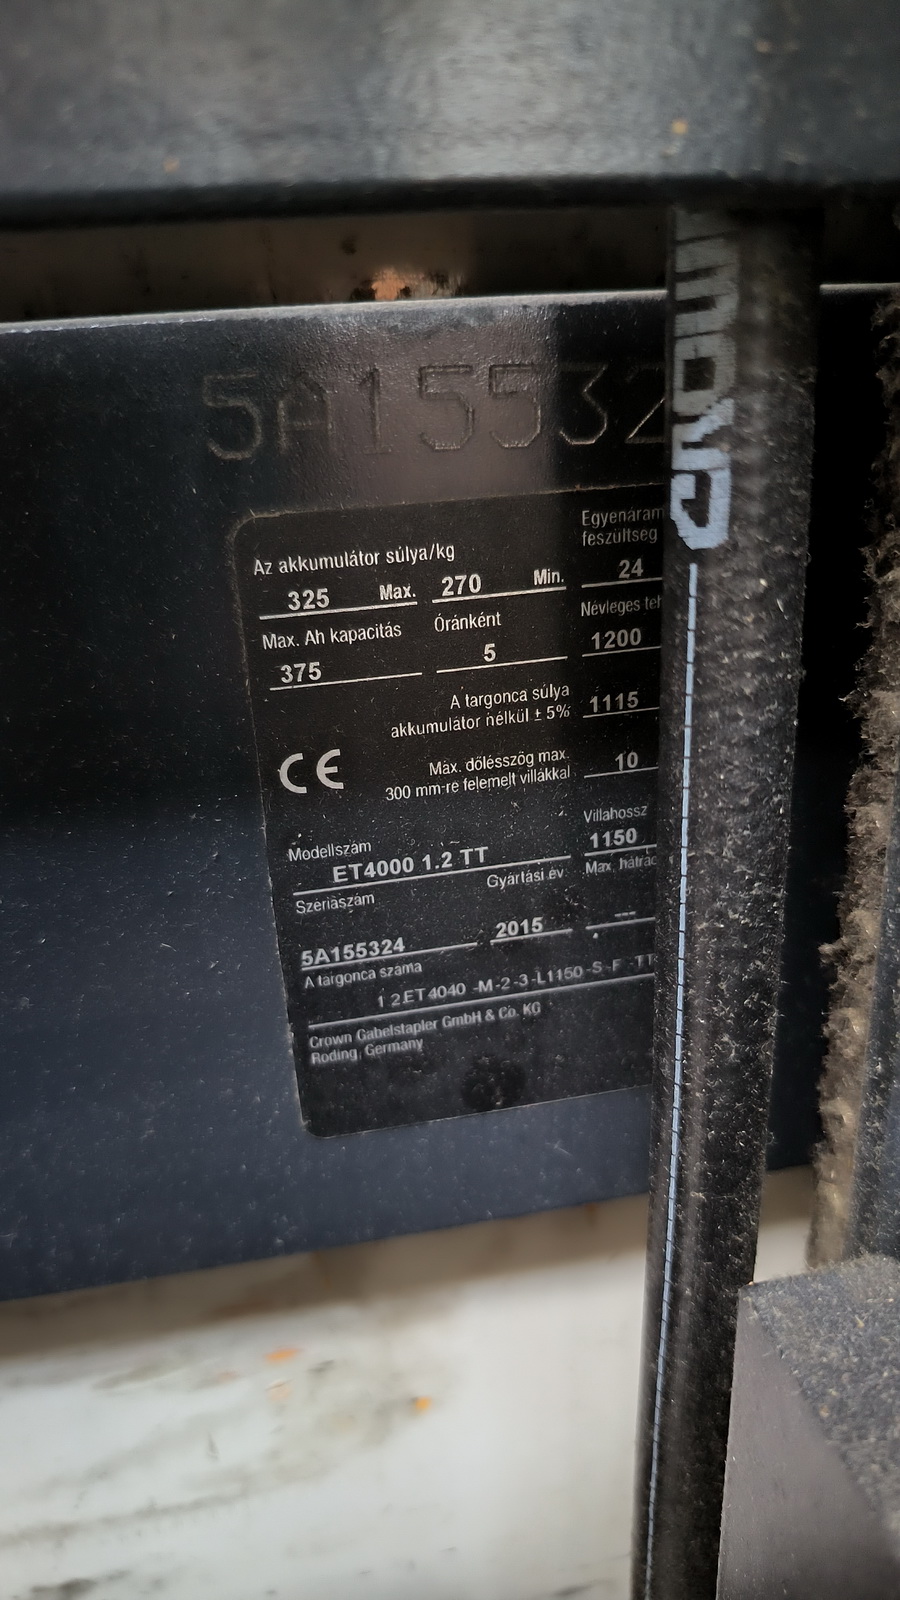 5A15532
Egyenáram
feszültség
Az akkumulátor súlya/kg
325 Max. 270 Min. 24
Max. Ah kapacitás Óránként Névleges
375 5 1200
A targonca súlya
akkumulátor nélkül ± 5% 1115
Max. dőlésszög max.
300 mm-re felemelt villákkal 10
CE
Villahossz
Modellszám 1150
ET4000 1.2 TT
Szériaszám Gyártási év Max.
5A155324 2015 ---
A targonca száma
1 2ET4040 -M-2-3-L1150-S-F -TT
Crown Gabelstapler GmbH & Co. KG
Roding, Germany